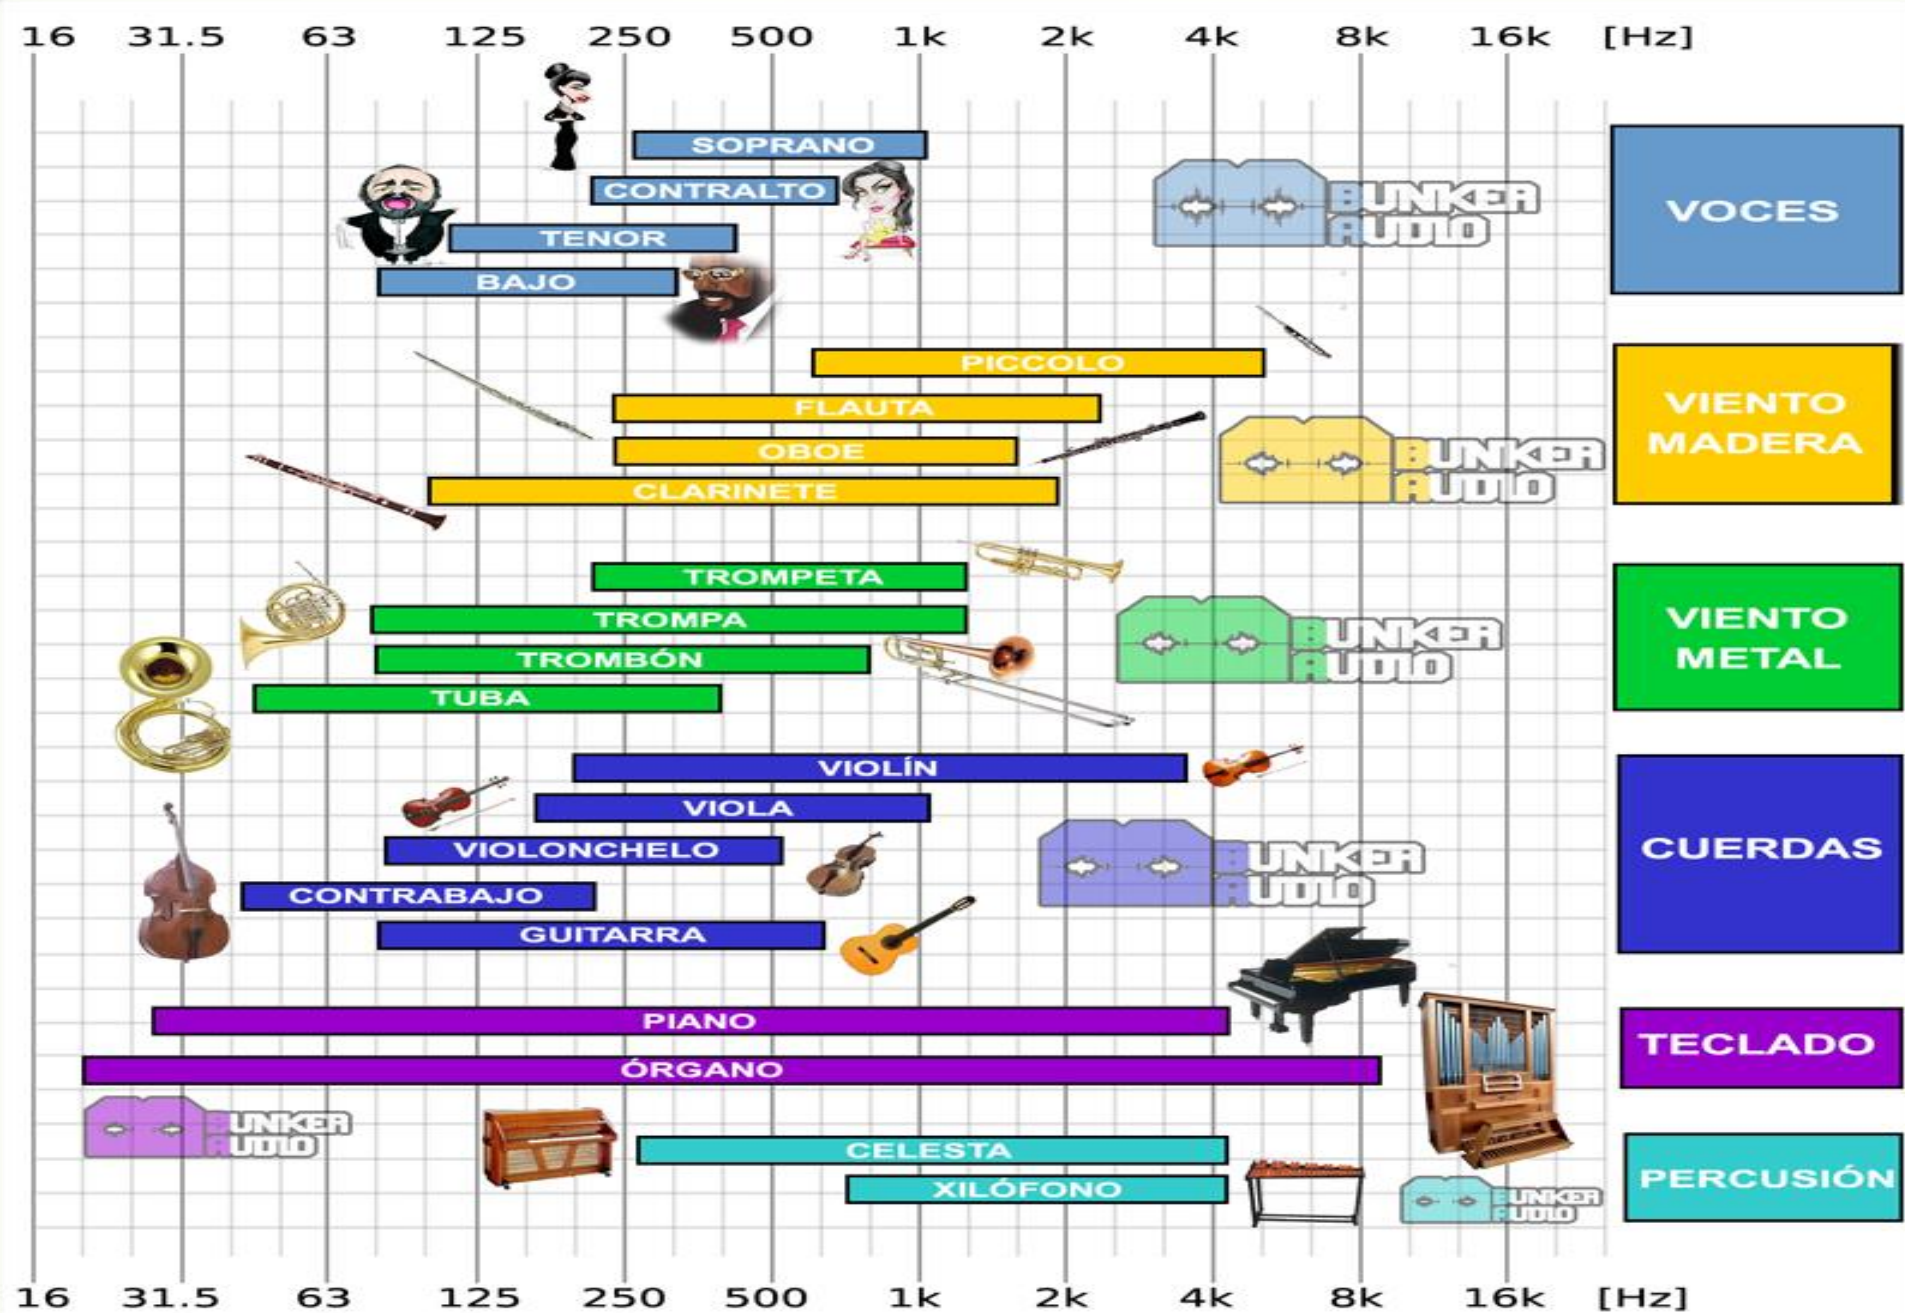 16 31.5 63 125 250 500 1k 2k 4k 8k 16k [Hz]
SOPRANO
CONTRALTO
TENOR
BAJO
BUNKER
AUDIO
VOCES
PICCOLO
FLAUTA
OBOE
CLARINETE
BUNKER
AUDIO
VIENTO
MADERA
TROMPETA
TROMPA
TROMBÓN
TUBA
BUNKER
AUDIO
VIENTO
METAL
VIOLÍN
VIOLA
VIOLONCHELO
CONTRABAJO
GUITARRA
BUNKER
AUDIO
CUERDAS
PIANO
ÓRGANO
TECLADO
BUNKER
AUDIO
CELESTA
XILÓFONO
BUNKER
AUDIO
PERCUSIÓN
16 31.5 63 125 250 500 1k 2k 4k 8k 16k [Hz]